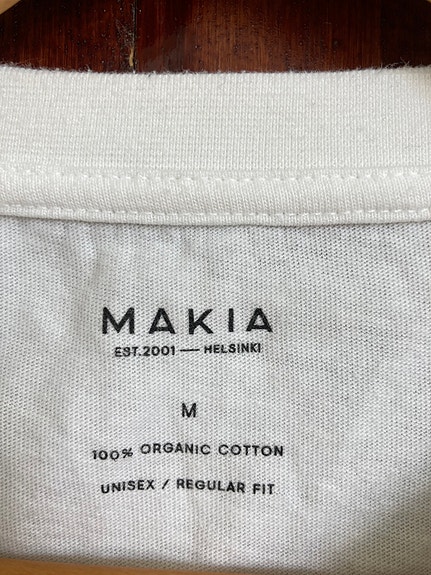 MAKIA
EST.2001 — HELSINKI
M
100% ORGANIC COTTON
UNISEX / REGULAR FIT